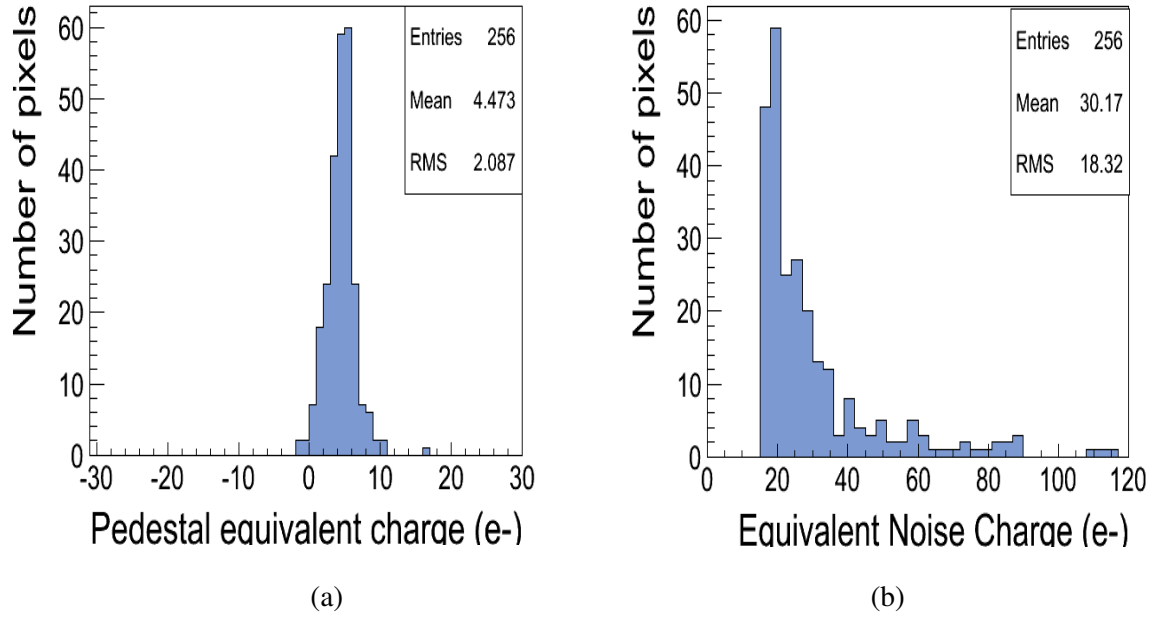 Number of pixels
60
50
40
30
20
10
0
Entries 256
Mean 4.473
RMS 2.087
-30 -20 -10 0 10 20 30
Pedestal equivalent charge (e-)
(a)
Number of pixels
60
50
40
30
20
10
0
Entries 256
Mean 30.17
RMS 18.32
0 20 40 60 80 100 120
Equivalent Noise Charge (e-)
(b)